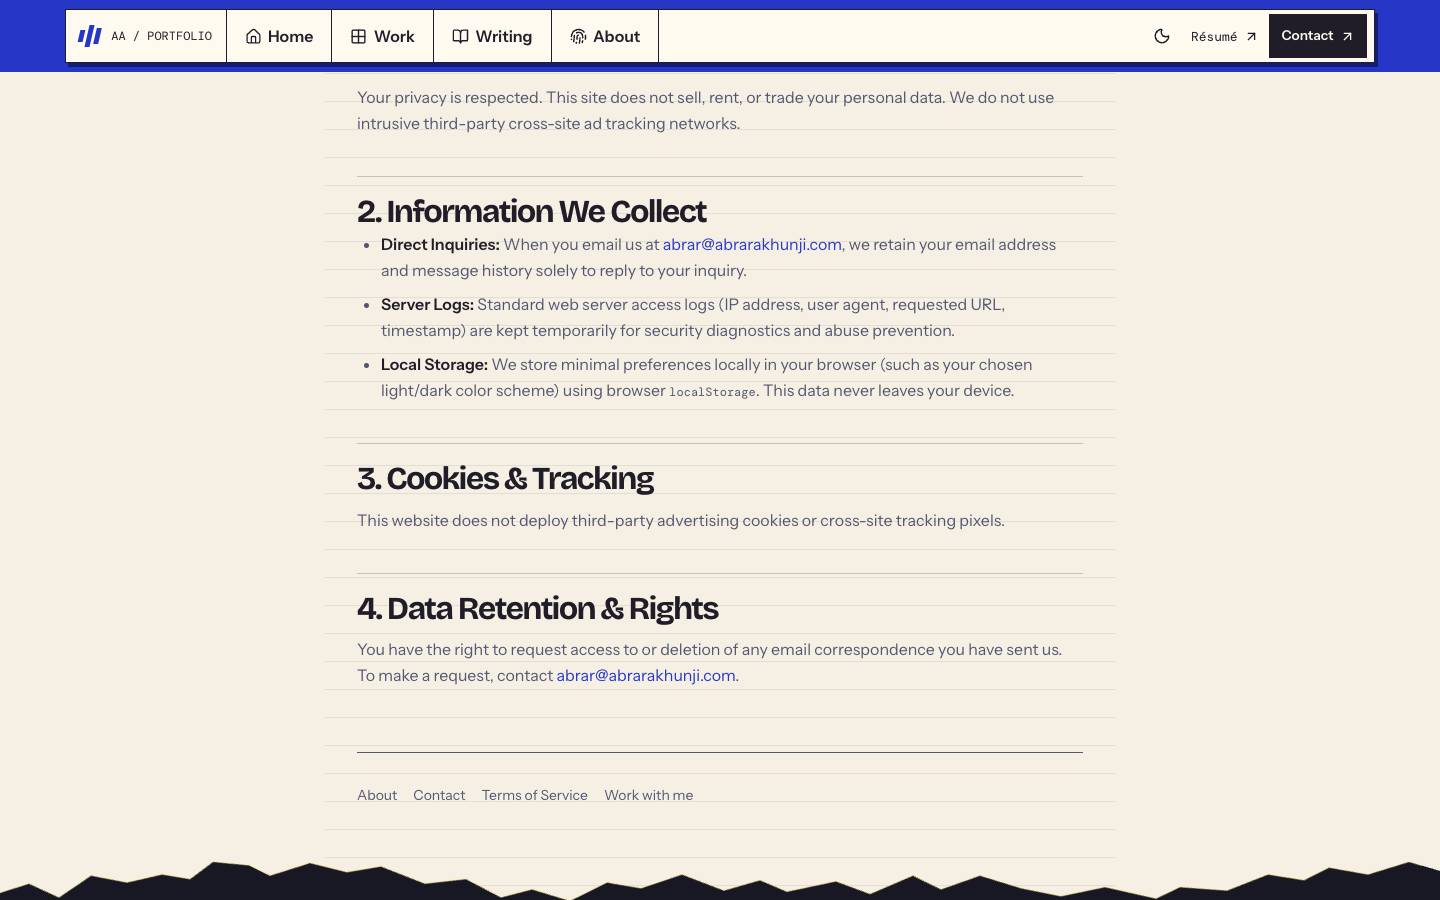 AA / PORTFOLIO
Home
Work
Writing
About
Résumé
Contact
Your privacy is respected. This site does not sell, rent, or trade your personal data. We do not use
intrusive third-party cross-site ad tracking networks.
2. Information We Collect
Direct Inquiries: When you email us at abrar@abrarakhunji.com, we retain your email address
and message history solely to reply to your inquiry.
Server Logs: Standard web server access logs (IP address, user agent, requested URL,
timestamp) are kept temporarily for security diagnostics and abuse prevention.
Local Storage: We store minimal preferences locally in your browser (such as your chosen
light/dark color scheme) using browser localStorage. This data never leaves your device.
3. Cookies & Tracking
This website does not deploy third-party advertising cookies or cross-site tracking pixels.
4. Data Retention & Rights
You have the right to request access to or deletion of any email correspondence you have sent us.
To make a request, contact abrar@abrarakhunji.com.
About Contact Terms of Service Work with me